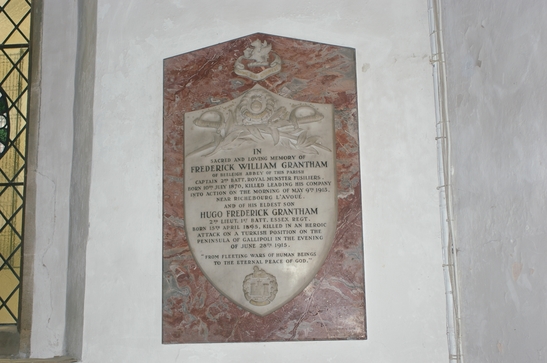 IN
SACRED AND LOVING MEMORY OF
FREDERICK WILLIAM GRANTHAM
OF BEELEIGH ABBEY IN THIS PARISH
CAPTAIN 2ND BATT. ROYAL MUNSTER FUSILIERS.
BORN 10TH JULY 1870, KILLED LEADING HIS COMPANY
INTO ACTION ON THE MORNING OF MAY 9TH 1915.
NEAR RICHEBOURG L'AVOUE.
AND OF HIS ELDEST SON
HUGO FREDERICK GRANTHAM
2ND LIEUT. 1ST BATT. ESSEX REGT.
BORN 13TH APRIL 1895, KILLED IN AN HEROIC
ATTACK ON A TURKISH POSITION ON THE
PENINSULA OF GALLIPOLI IN THE EVENING
OF JUNE 28TH 1915.
"FROM FLEETING WARS OF HUMAN BEINGS
TO THE ETERNAL PEACE OF GOD."